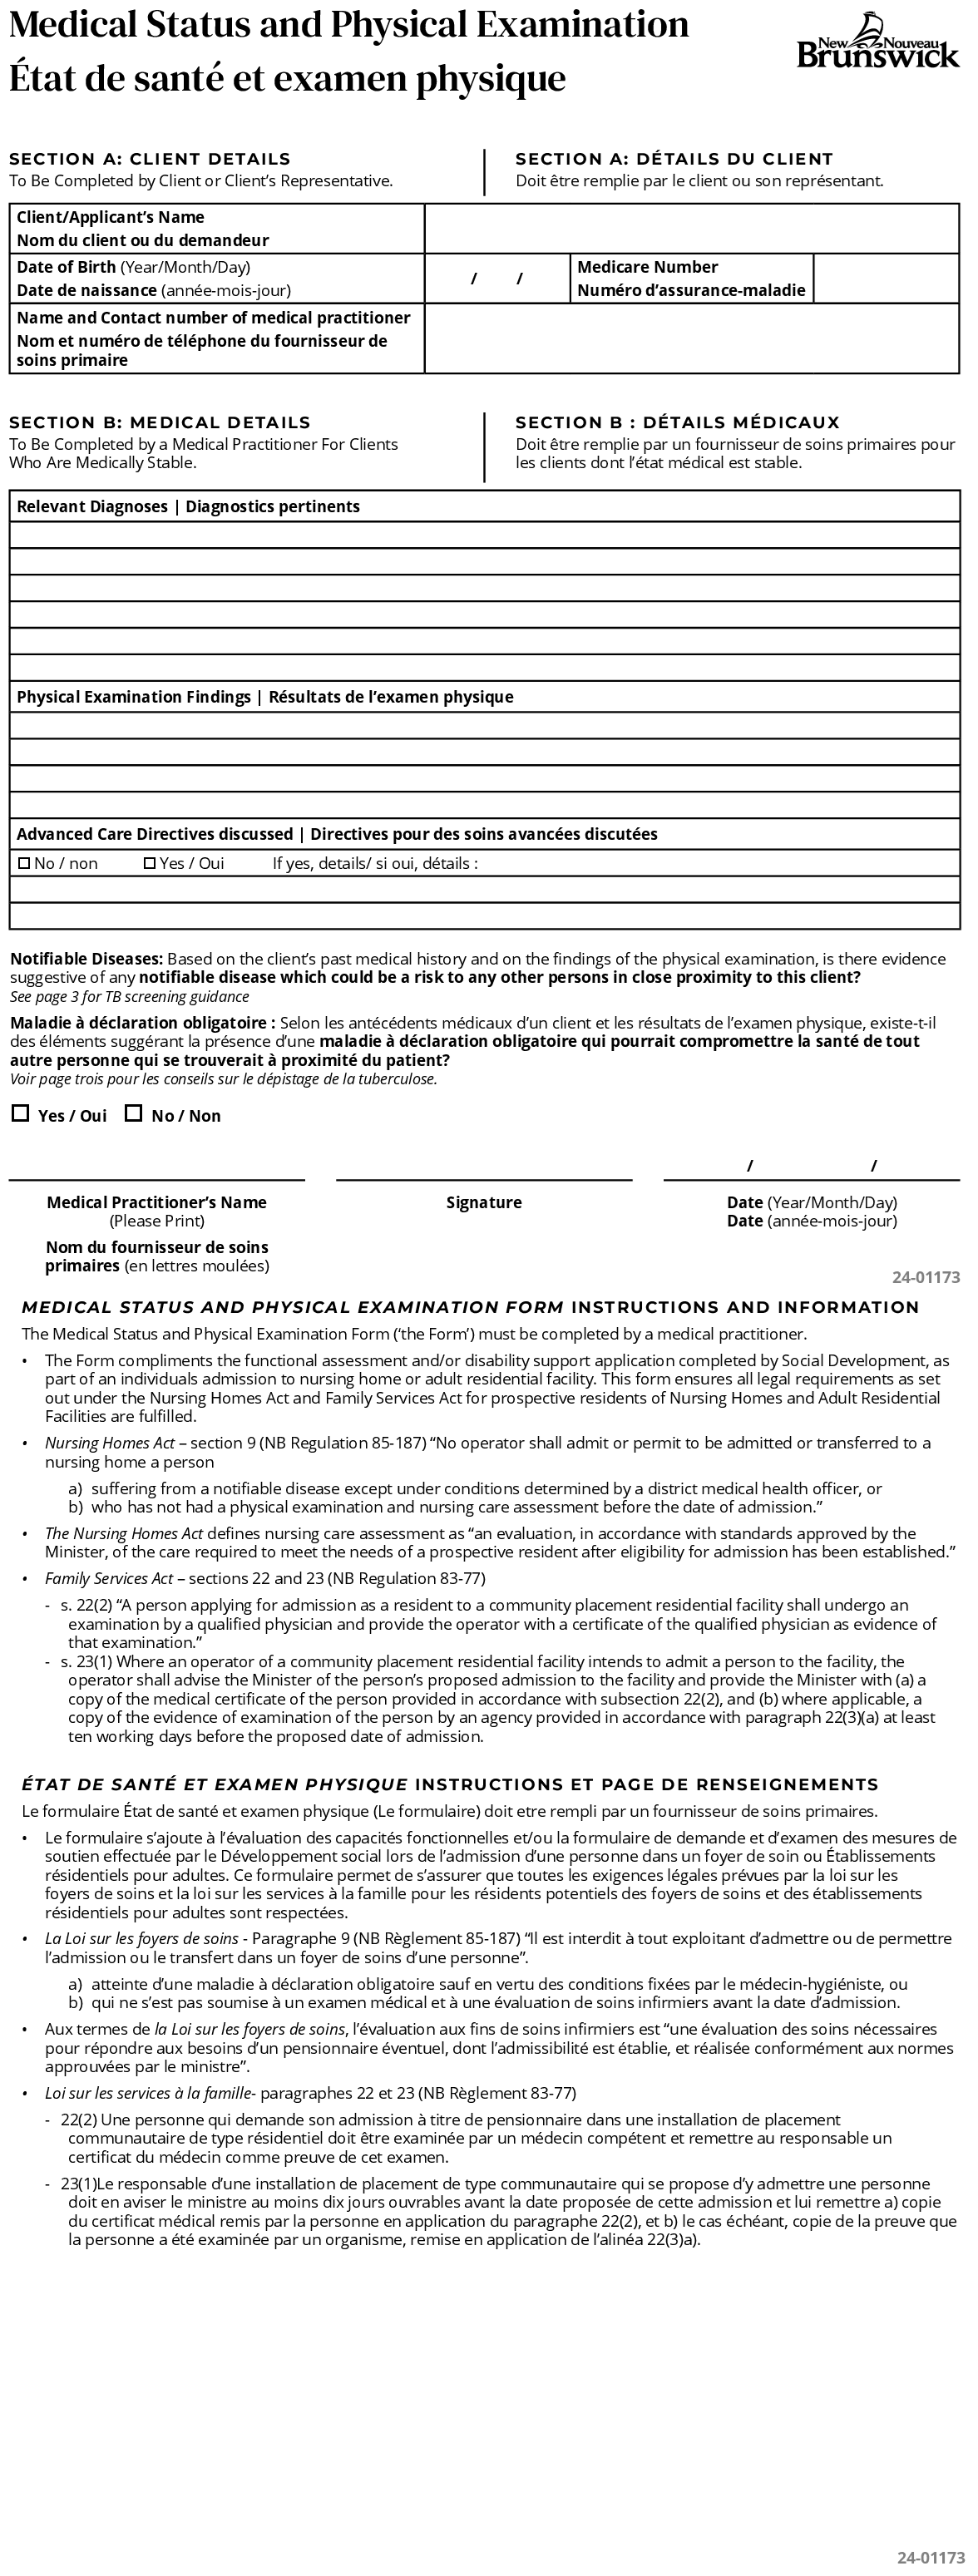 Medical Status and Physical Examination
État de santé et examen physique
New Nouveau
Brunswick
SECTION A: CLIENT DETAILS
To Be Completed by Client or Client’s Representative.
SECTION A: DÉTAILS DU CLIENT
Doit être remplie par le client ou son représentant.
Client/Applicant’s Name
Nom du client ou du demandeur
Date of Birth (Year/Month/Day)
Date de naissance (année-mois-jour)
/ /
Medicare Number
Numéro d’assurance-maladie
Name and Contact number of medical practitioner
Nom et numéro de téléphone du fournisseur de
soins primaire
SECTION B: MEDICAL DETAILS
To Be Completed by a Medical Practitioner For Clients
Who Are Medically Stable.
SECTION B : DÉTAILS MÉDICAUX
Doit être remplie par un fournisseur de soins primaires pour
les clients dont l’état médical est stable.
Relevant Diagnoses | Diagnostics pertinents
Physical Examination Findings | Résultats de l’examen physique
Advanced Care Directives discussed | Directives pour des soins avancées discutées
☐ No / non ☐ Yes / Oui If yes, details/ si oui, détails :
Notifiable Diseases: Based on the client’s past medical history and on the findings of the physical examination, is there evidence
suggestive of any notifiable disease which could be a risk to any other persons in close proximity to this client?
See page 3 for TB screening guidance
Maladie à déclaration obligatoire : Selon les antécédents médicaux d’un client et les résultats de l’examen physique, existe-t-il
des éléments suggérant la présence d’une maladie à déclaration obligatoire qui pourrait compromettre la santé de tout
autre personne qui se trouverait à proximité du patient?
Voir page trois pour les conseils sur le dépistage de la tuberculose.
☐ Yes / Oui ☐ No / Non
/ /
Medical Practitioner’s Name
(Please Print)
Nom du fournisseur de soins
primaires (en lettres moulées)
Signature
Date (Year/Month/Day)
Date (année-mois-jour)
24-01173
MEDICAL STATUS AND PHYSICAL EXAMINATION FORM INSTRUCTIONS AND INFORMATION
The Medical Status and Physical Examination Form (‘the Form’) must be completed by a medical practitioner.
• The Form compliments the functional assessment and/or disability support application completed by Social Development, as
part of an individuals admission to nursing home or adult residential facility. This form ensures all legal requirements as set
out under the Nursing Homes Act and Family Services Act for prospective residents of Nursing Homes and Adult Residential
Facilities are fulfilled.
• Nursing Homes Act – section 9 (NB Regulation 85-187) “No operator shall admit or permit to be admitted or transferred to a
nursing home a person
a) suffering from a notifiable disease except under conditions determined by a district medical health officer, or
b) who has not had a physical examination and nursing care assessment before the date of admission.”
• The Nursing Homes Act defines nursing care assessment as “an evaluation, in accordance with standards approved by the
Minister, of the care required to meet the needs of a prospective resident after eligibility for admission has been established.”
• Family Services Act – sections 22 and 23 (NB Regulation 83-77)
- s. 22(2) “A person applying for admission as a resident to a community placement residential facility shall undergo an
examination by a qualified physician and provide the operator with a certificate of the qualified physician as evidence of
that examination.”
- s. 23(1) Where an operator of a community placement residential facility intends to admit a person to the facility, the
operator shall advise the Minister of the person’s proposed admission to the facility and provide the Minister with (a) a
copy of the medical certificate of the person provided in accordance with subsection 22(2), and (b) where applicable, a
copy of the evidence of examination of the person by an agency provided in accordance with paragraph 22(3)(a) at least
ten working days before the proposed date of admission.
ÉTAT DE SANTÉ ET EXAMEN PHYSIQUE INSTRUCTIONS ET PAGE DE RENSEIGNEMENTS
Le formulaire État de santé et examen physique (Le formulaire) doit etre rempli par un fournisseur de soins primaires.
• Le formulaire s’ajoute à l’évaluation des capacités fonctionnelles et/ou la formulaire de demande et d’examen des mesures de
soutien effectuée par le Développement social lors de l’admission d’une personne dans un foyer de soin ou Établissements
résidentiels pour adultes. Ce formulaire permet de s’assurer que toutes les exigences légales prévues par la loi sur les
foyers de soins et la loi sur les services à la famille pour les résidents potentiels des foyers de soins et des établissements
résidentiels pour adultes sont respectées.
• La Loi sur les foyers de soins - Paragraphe 9 (NB Règlement 85-187) “Il est interdit à tout exploitant d’admettre ou de permettre
l’admission ou le transfert dans un foyer de soins d’une personne”.
a) atteinte d’une maladie à déclaration obligatoire sauf en vertu des conditions fixées par le médecin-hygiéniste, ou
b) qui ne s’est pas soumise à un examen médical et à une évaluation de soins infirmiers avant la date d’admission.
• Aux termes de la Loi sur les foyers de soins, l’évaluation aux fins de soins infirmiers est “une évaluation des soins nécessaires
pour répondre aux besoins d’un pensionnaire éventuel, dont l’admissibilité est établie, et réalisée conformément aux normes
approuvées par le ministre”.
• Loi sur les services à la famille- paragraphes 22 et 23 (NB Règlement 83-77)
- 22(2) Une personne qui demande son admission à titre de pensionnaire dans une installation de placement
communautaire de type résidentiel doit être examinée par un médecin compétent et remettre au responsable un
certificat du médecin comme preuve de cet examen.
- 23(1)Le responsable d’une installation de placement de type communautaire qui se propose d’y admettre une personne
doit en aviser le ministre au moins dix jours ouvrables avant la date proposée de cette admission et lui remettre a) copie
du certificat médical remis par la personne en application du paragraphe 22(2), et b) le cas échéant, copie de la preuve que
la personne a été examinée par un organisme, remise en application de l’alinéa 22(3)a).
24-01173